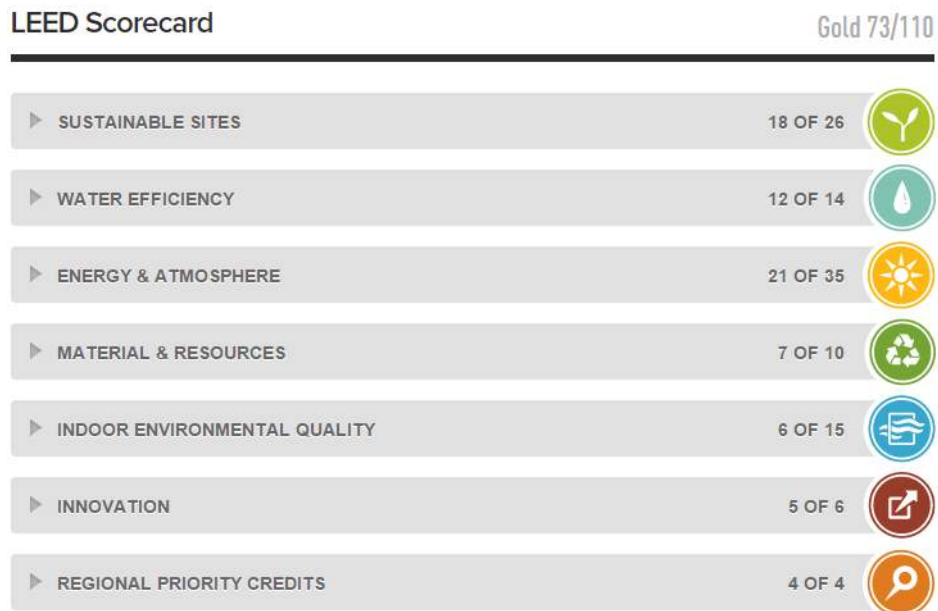 LEED Scorecard Gold 73/110
SUSTAINABLE SITES 18 OF 26
WATER EFFICIENCY 12 OF 14
ENERGY & ATMOSPHERE 21 OF 35
MATERIAL & RESOURCES 7 OF 10
INDOOR ENVIRONMENTAL QUALITY 6 OF 15
INNOVATION 5 OF 6
REGIONAL PRIORITY CREDITS 4 OF 4